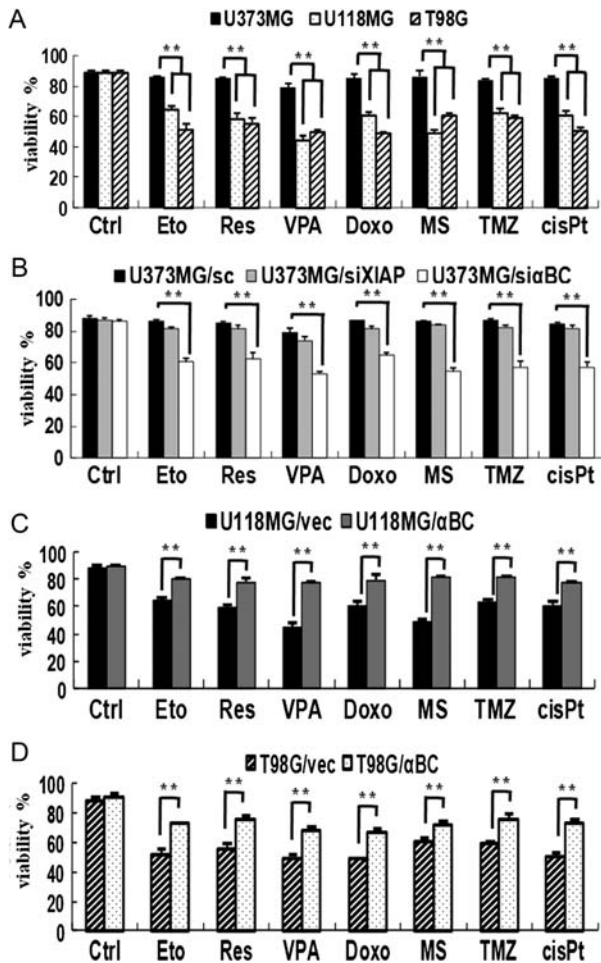 A
■U373MG □U118MG ▨T98G
** ** ** ** ** ** **
viability %
100
80
60
40
20
0
Ctrl Eto Res VPA Doxo MS TMZ cisPt
B
■U373MG/sc ■U373MG/siXIAP □U373MG/siαBC
** ** ** ** ** ** **
viability %
100
80
60
40
20
0
Ctrl Eto Res VPA Doxo MS TMZ cisPt
C
■U118MG/vec ■U118MG/αBC
** ** ** ** ** ** **
viability %
100
80
60
40
20
0
Ctrl Eto Res VPA Doxo MS TMZ cisPt
D
▨T98G/vec □T98G/αBC
** ** ** ** ** ** **
viability %
100
80
60
40
20
0
Ctrl Eto Res VPA Doxo MS TMZ cisPt